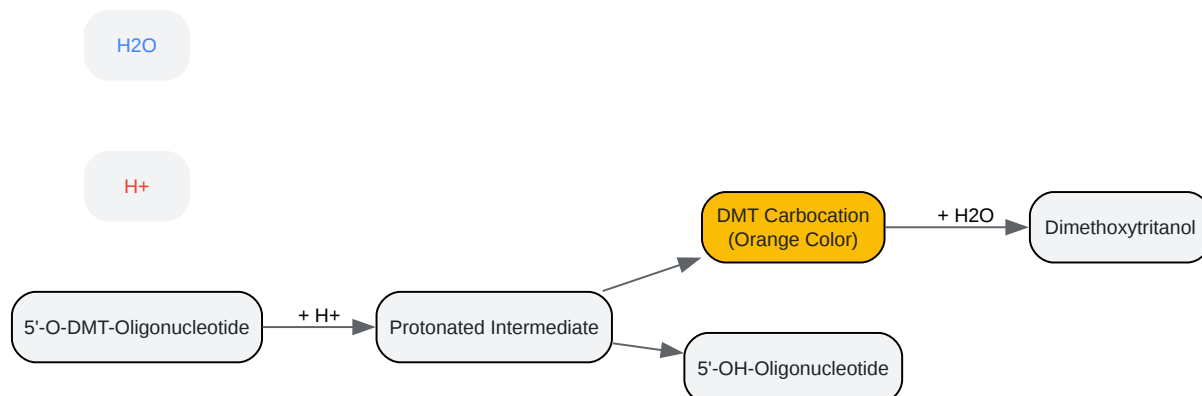 H2O
H+
DMT Carbocation
(Orange Color)
+ H2O
Dimethoxytritanol
5'-O-DMT-Oligonucleotide
+ H+
Protonated Intermediate
5'-OH-Oligonucleotide